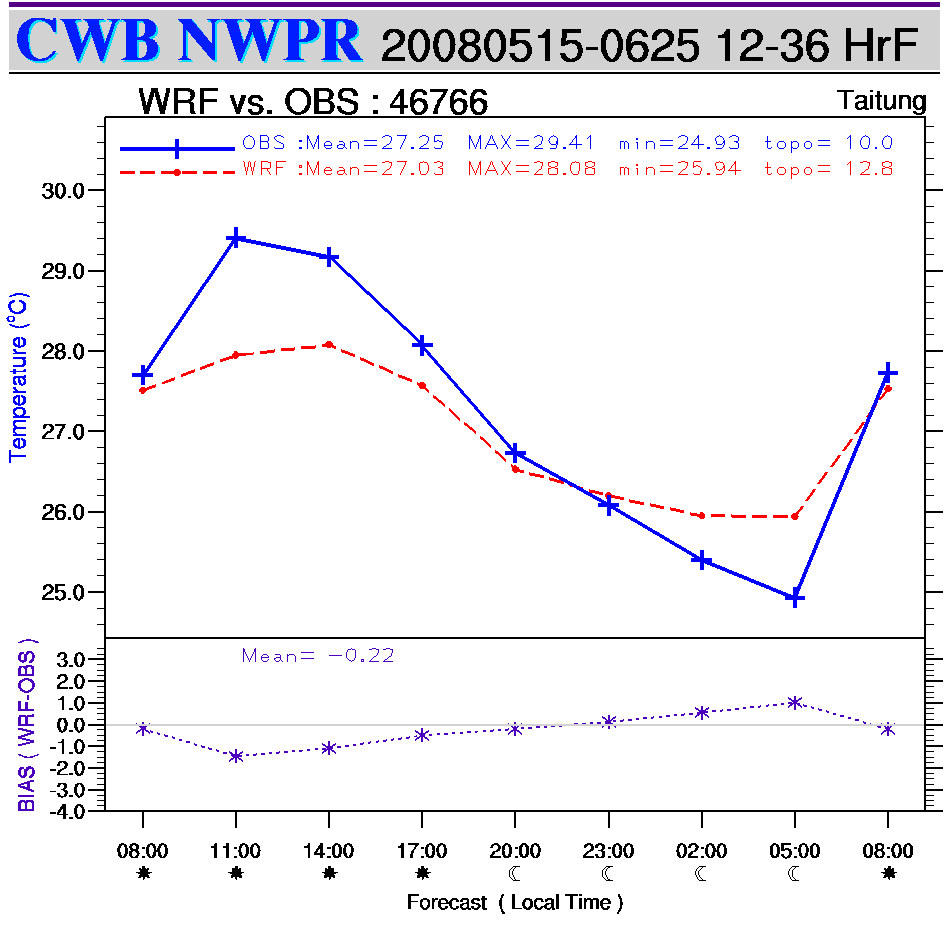 CWB NWPR 20080515-0625 12-36 HrF
WRF vs. OBS : 46766 Taitung
OBS :Mean=27.25 MAX=29.41 min=24.93 topo= 10.0
WRF :Mean=27.03 MAX=28.08 min=25.94 topo= 12.8
30.0
29.0
28.0
27.0
26.0
25.0
Temperature (°C)
Mean= -0.22
3.0
2.0
1.0
0.0
-1.0
-2.0
-3.0
-4.0
BIAS ( WRF-OBS )
08:00 11:00 14:00 17:00 20:00 23:00 02:00 05:00 08:00
Forecast ( Local Time )